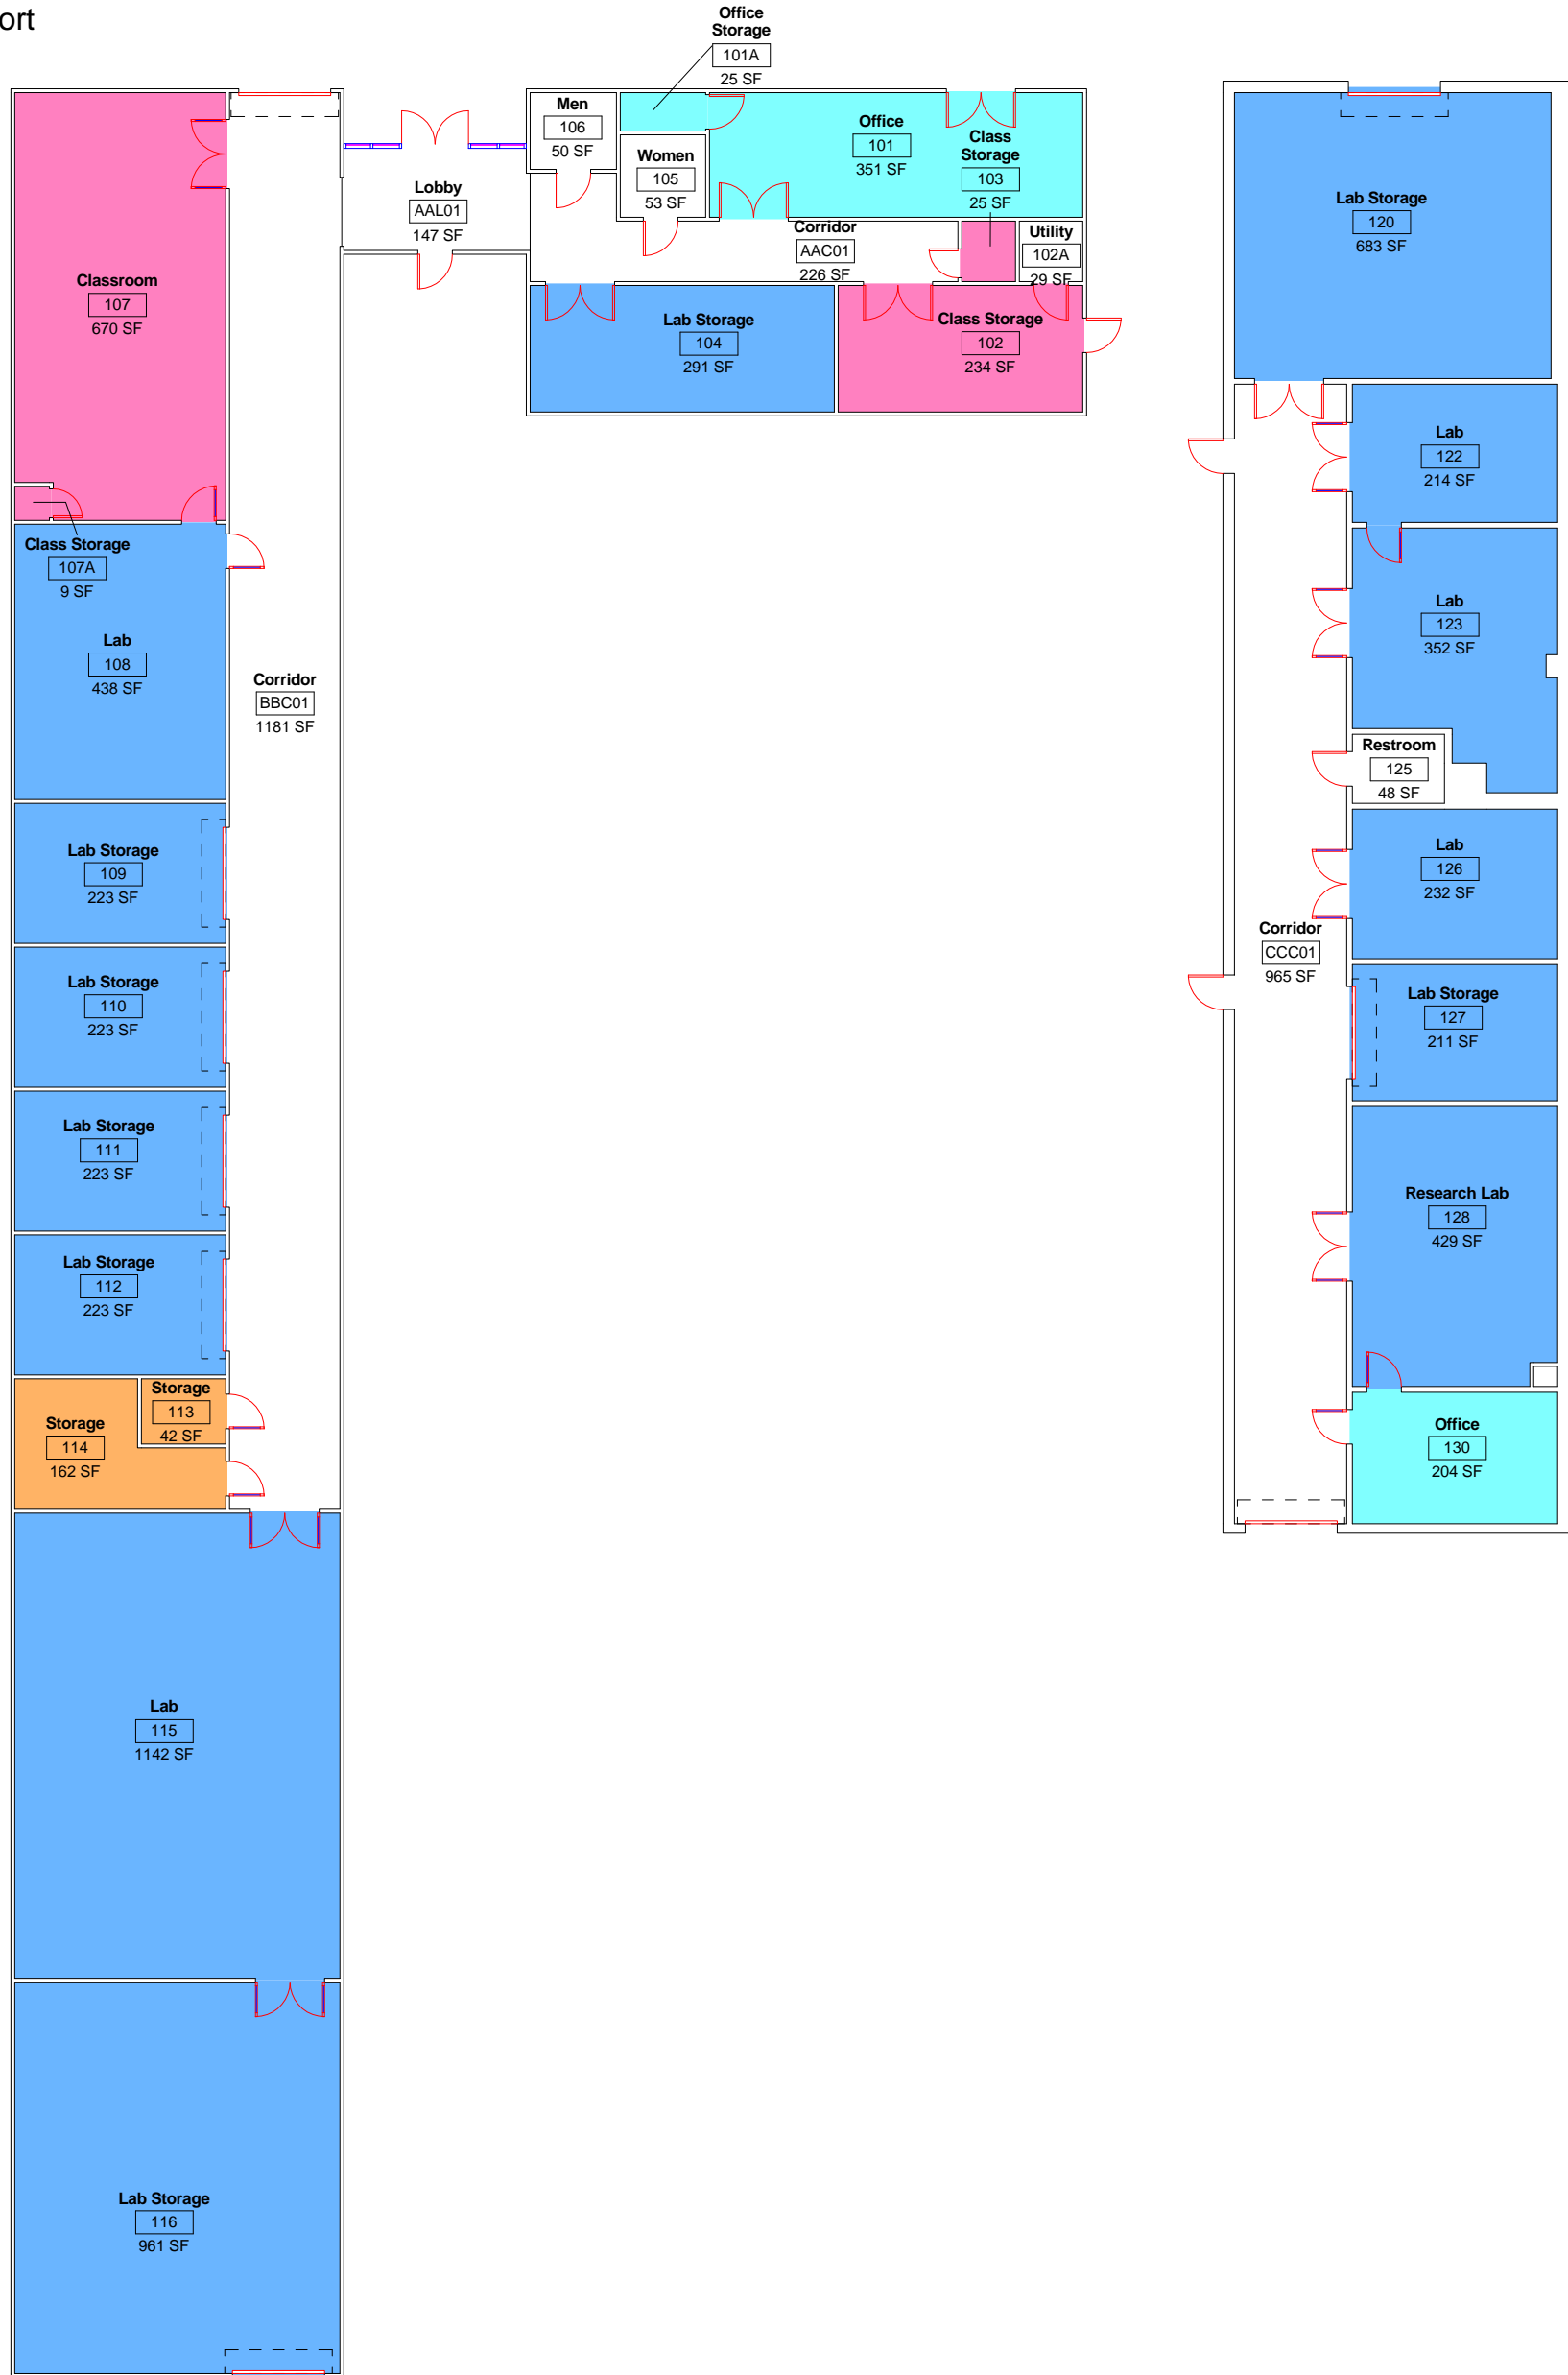 ort
Office
Storage
101A
25 SF
Men
106
50 SF
Women
105
53 SF
Office
101
351 SF
Class
Storage
103
25 SF
Lobby
AAL01
147 SF
Corridor
AAC01
226 SF
Utility
102A
29 SF
Lab Storage
104
291 SF
Class Storage
102
234 SF
Classroom
107
670 SF
Class Storage
107A
9 SF
Lab
108
438 SF
Corridor
BBC01
1181 SF
Lab Storage
109
223 SF
Lab Storage
110
223 SF
Lab Storage
111
223 SF
Lab Storage
112
223 SF
Storage
113
42 SF
Storage
114
162 SF
Lab
115
1142 SF
Lab Storage
116
961 SF
Lab Storage
120
683 SF
Lab
122
214 SF
Lab
123
352 SF
Restroom
125
48 SF
Lab
126
232 SF
Corridor
CCC01
965 SF
Lab Storage
127
211 SF
Research Lab
128
429 SF
Office
130
204 SF